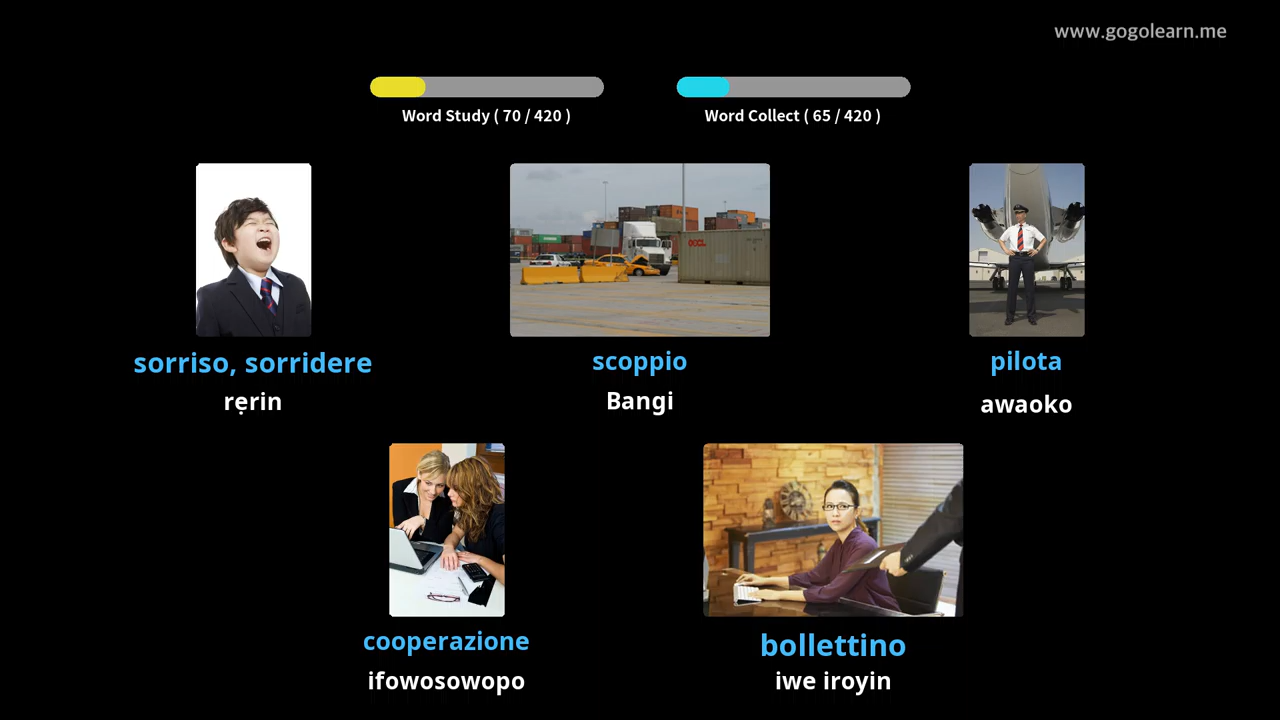 www.gogolearn.me
Word Study ( 70 / 420 )
Word Collect ( 65 / 420 )
sorriso, sorridere
rẹrin
scoppio
Bangi
pilota
awaoko
cooperazione
ifowosowopo
bollettino
iwe iroyin